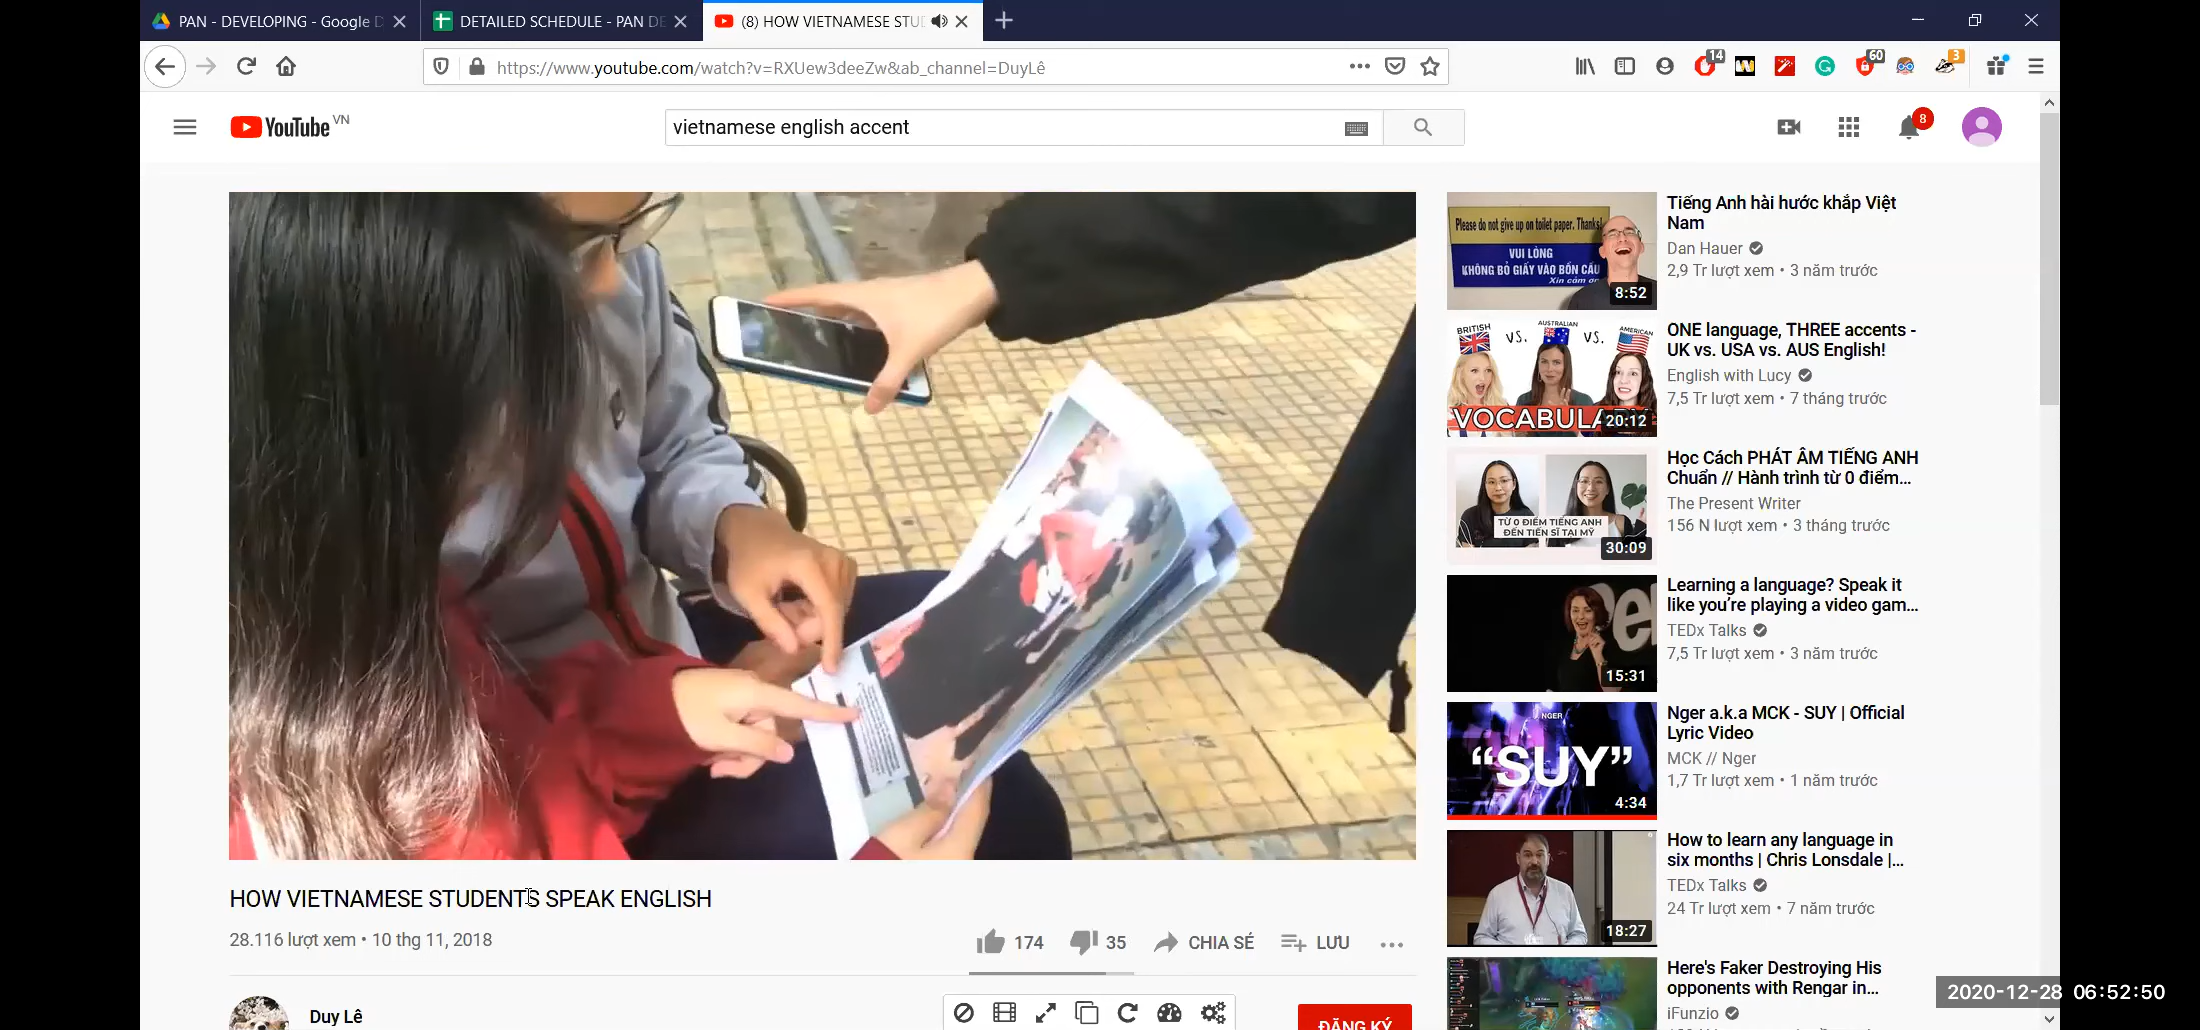 PAN - DEVELOPING - Google D
DETAILED SCHEDULE - PAN DE
(8) HOW VIETNAMESE STU
https://www.youtube.com/watch?v=RXUew3deeZw&ab_channel=DuyLê
14
60
3
YouTube VN
vietnamese english accent
8
Please do not give up on toilet paper. Thanks!
VUI LÒNG
KHÔNG BỎ GIẤY VÀO BỒN CẦU
Xin cảm ơn
8:52
Tiếng Anh hài hước khắp Việt
Nam
Dan Hauer
2,9 Tr lượt xem • 3 năm trước
BRITISH VS. AUSTRALIAN VS. AMERICAN
VOCABULA
20:12
ONE language, THREE accents -
UK vs. USA vs. AUS English!
English with Lucy
7,5 Tr lượt xem • 7 tháng trước
TỪ 0 ĐIỂM TIẾNG ANH
ĐẾN TIẾN SĨ TẠI MỸ
30:09
Học Cách PHÁT ÂM TIẾNG ANH
Chuẩn // Hành trình từ 0 điểm...
The Present Writer
156 N lượt xem • 3 tháng trước
15:31
Learning a language? Speak it
like you're playing a video gam...
TEDx Talks
7,5 Tr lượt xem • 3 năm trước
NGER
“SUY”
4:34
Nger a.k.a MCK - SUY | Official
Lyric Video
MCK // Nger
1,7 Tr lượt xem • 1 năm trước
18:27
How to learn any language in
six months | Chris Lonsdale |...
TEDx Talks
24 Tr lượt xem • 7 năm trước
Here's Faker Destroying His
opponents with Rengar in...
iFunzio
HOW VIETNAMESE STUDENTS SPEAK ENGLISH
28.116 lượt xem • 10 thg 11, 2018
174
35
CHIA SẺ
LƯU
Duy Lê
ĐĂNG KÝ
2020-12-28 06:52:50